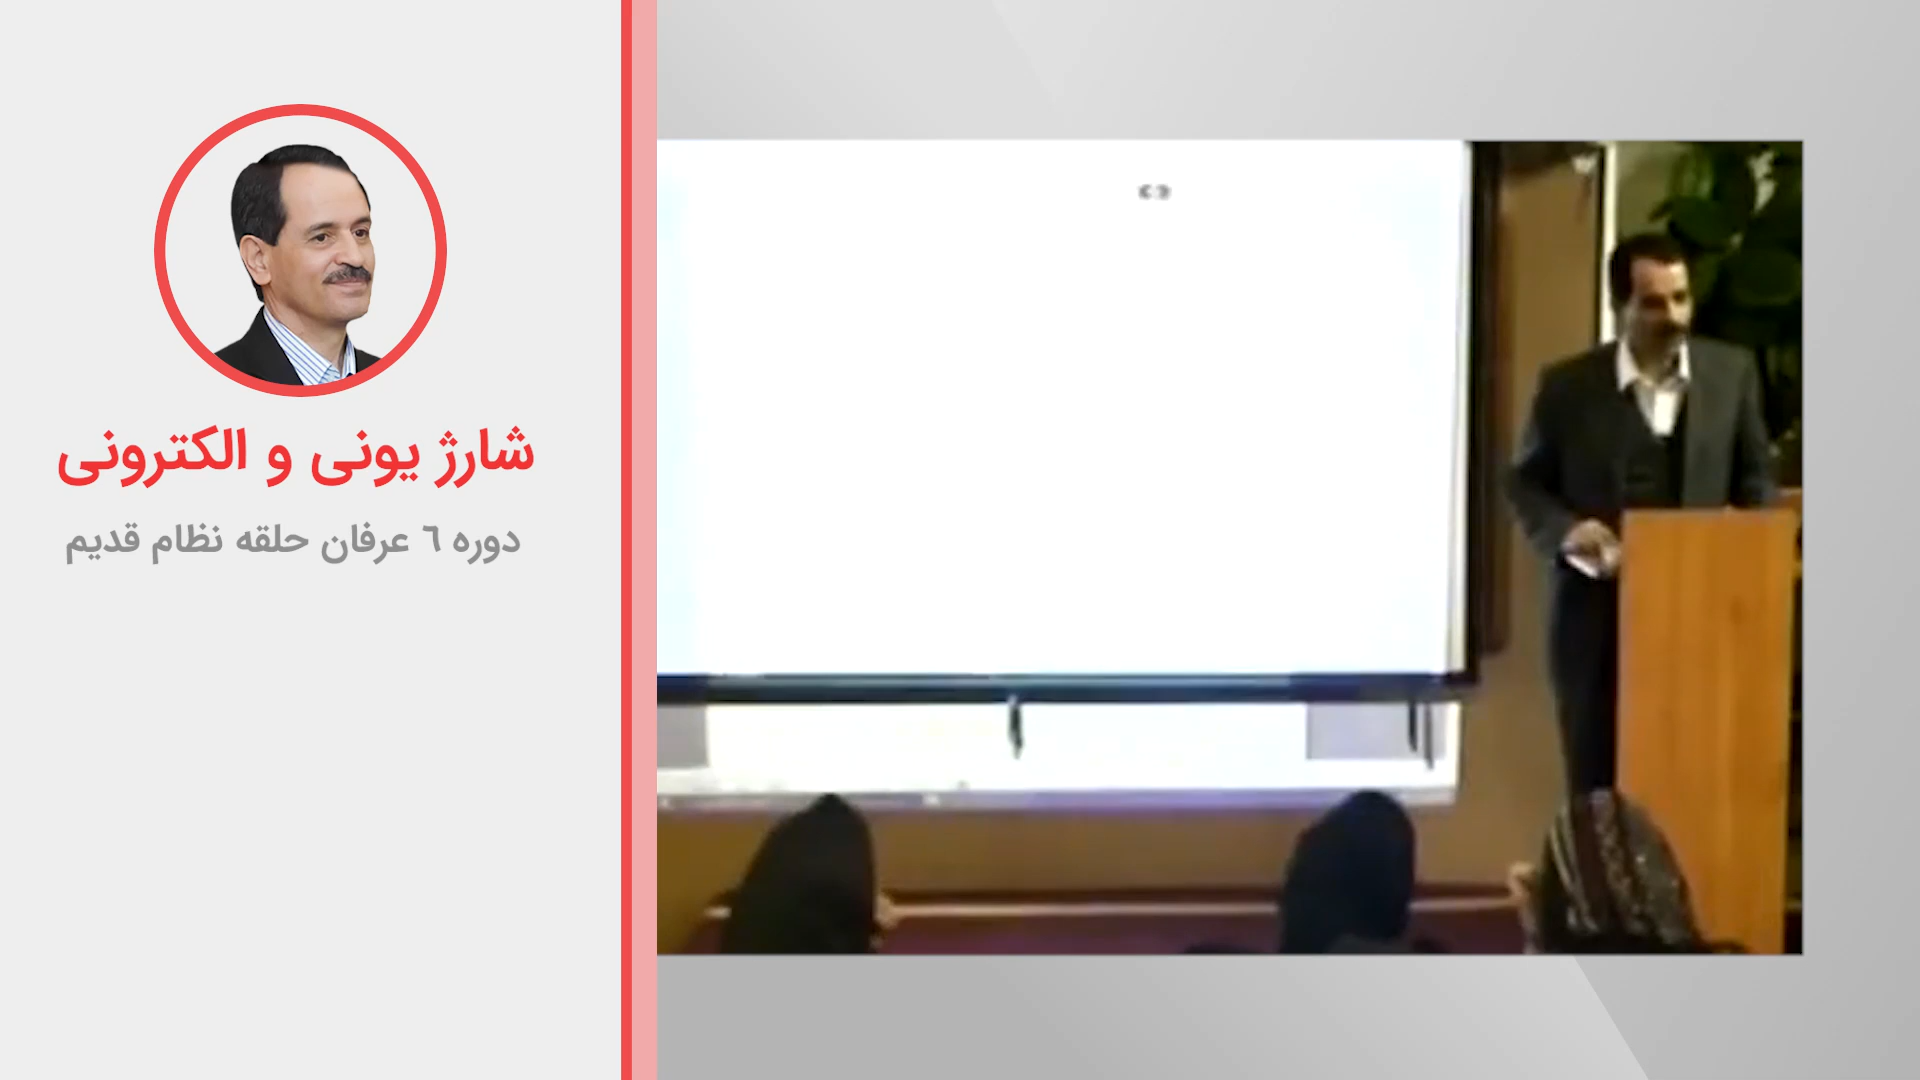 شارژ یونی و الکترونی
دوره ٦ عرفان حلقه نظام قدیم